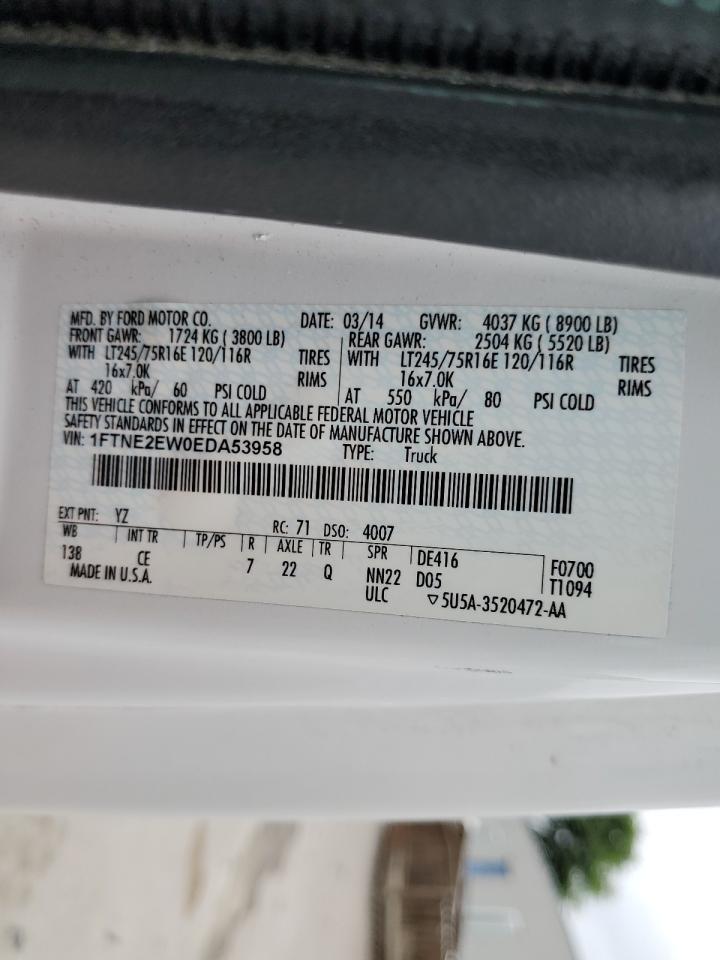 MFD. BY FORD MOTOR CO. DATE: 03/14 GVWR: 4037 KG ( 8900 LB)
FRONT GAWR: 1724 KG ( 3800 LB) REAR GAWR: 2504 KG ( 5520 LB)
WITH LT245/75R16E 120/116R TIRES WITH LT245/75R16E 120/116R TIRES
16x7.0K RIMS 16x7.0K RIMS
AT 420 kPa/ 60 PSI COLD AT 550 kPa/ 80 PSI COLD
THIS VEHICLE CONFORMS TO ALL APPLICABLE FEDERAL MOTOR VEHICLE
SAFETY STANDARDS IN EFFECT ON THE DATE OF MANUFACTURE SHOWN ABOVE.
VIN: 1FTNE2EW0EDA53958 TYPE: Truck
EXT PNT: YZ RC: 71 DSO: 4007
WB INT TR TP/PS R AXLE TR SPR DE416 F0700
138 CE 7 22 Q NN22 D05 T1094
MADE IN U.S.A. ULC ▽5U5A-3520472-AA